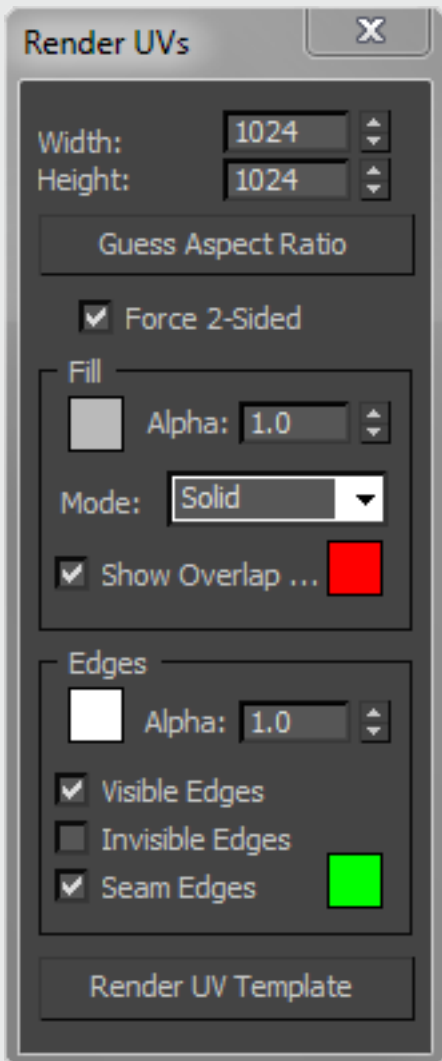 Render UVs
Width: 1024
Height: 1024
Guess Aspect Ratio
Force 2-Sided
Fill
Alpha: 1.0
Mode: Solid
Show Overlap ...
Edges
Alpha: 1.0
Visible Edges
Invisible Edges
Seam Edges
Render UV Template